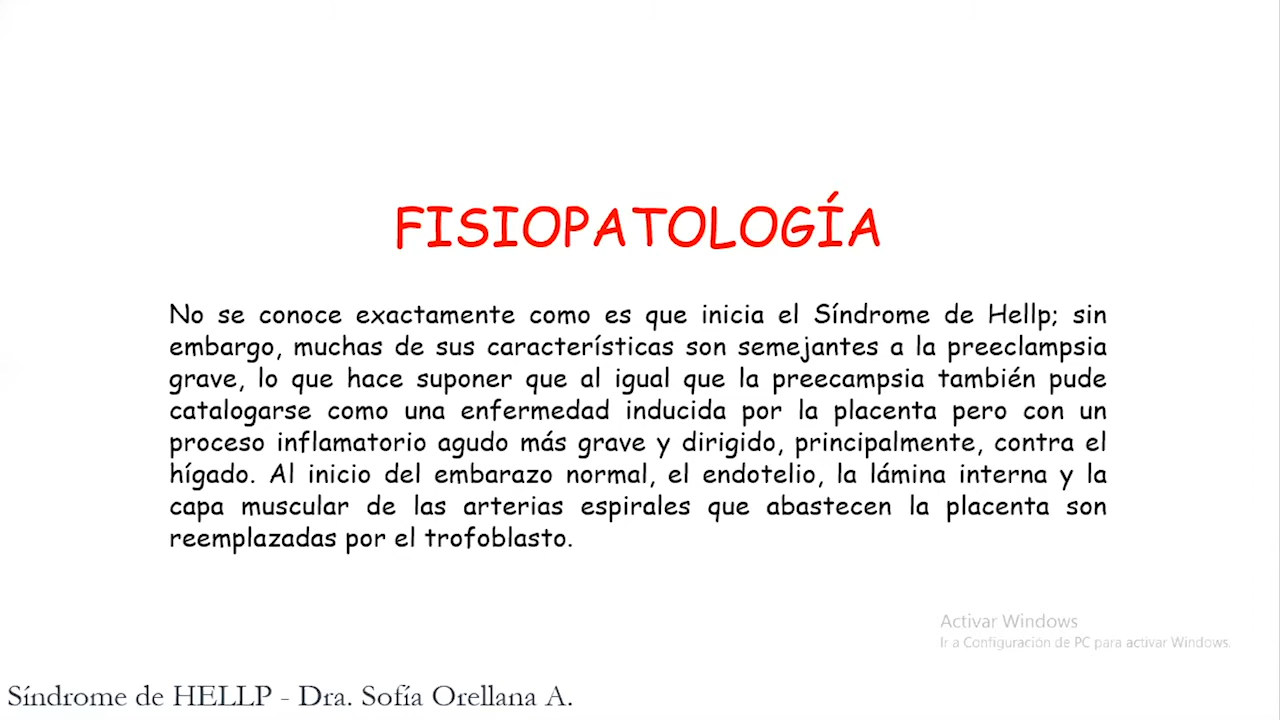 FISIOPATOLOGÍA
No se conoce exactamente como es que inicia el Síndrome de Hellp; sin
embargo, muchas de sus características son semejantes a la preeclampsia
grave, lo que hace suponer que al igual que la preecampsia también pude
catalogarse como una enfermedad inducida por la placenta pero con un
proceso inflamatorio agudo más grave y dirigido, principalmente, contra el
hígado. Al inicio del embarazo normal, el endotelio, la lámina interna y la
capa muscular de las arterias espirales que abastecen la placenta son
reemplazadas por el trofoblasto.
Activar Windows
Ir a Configuración de PC para activar Windows.
Síndrome de HELLP - Dra. Sofía Orellana A.